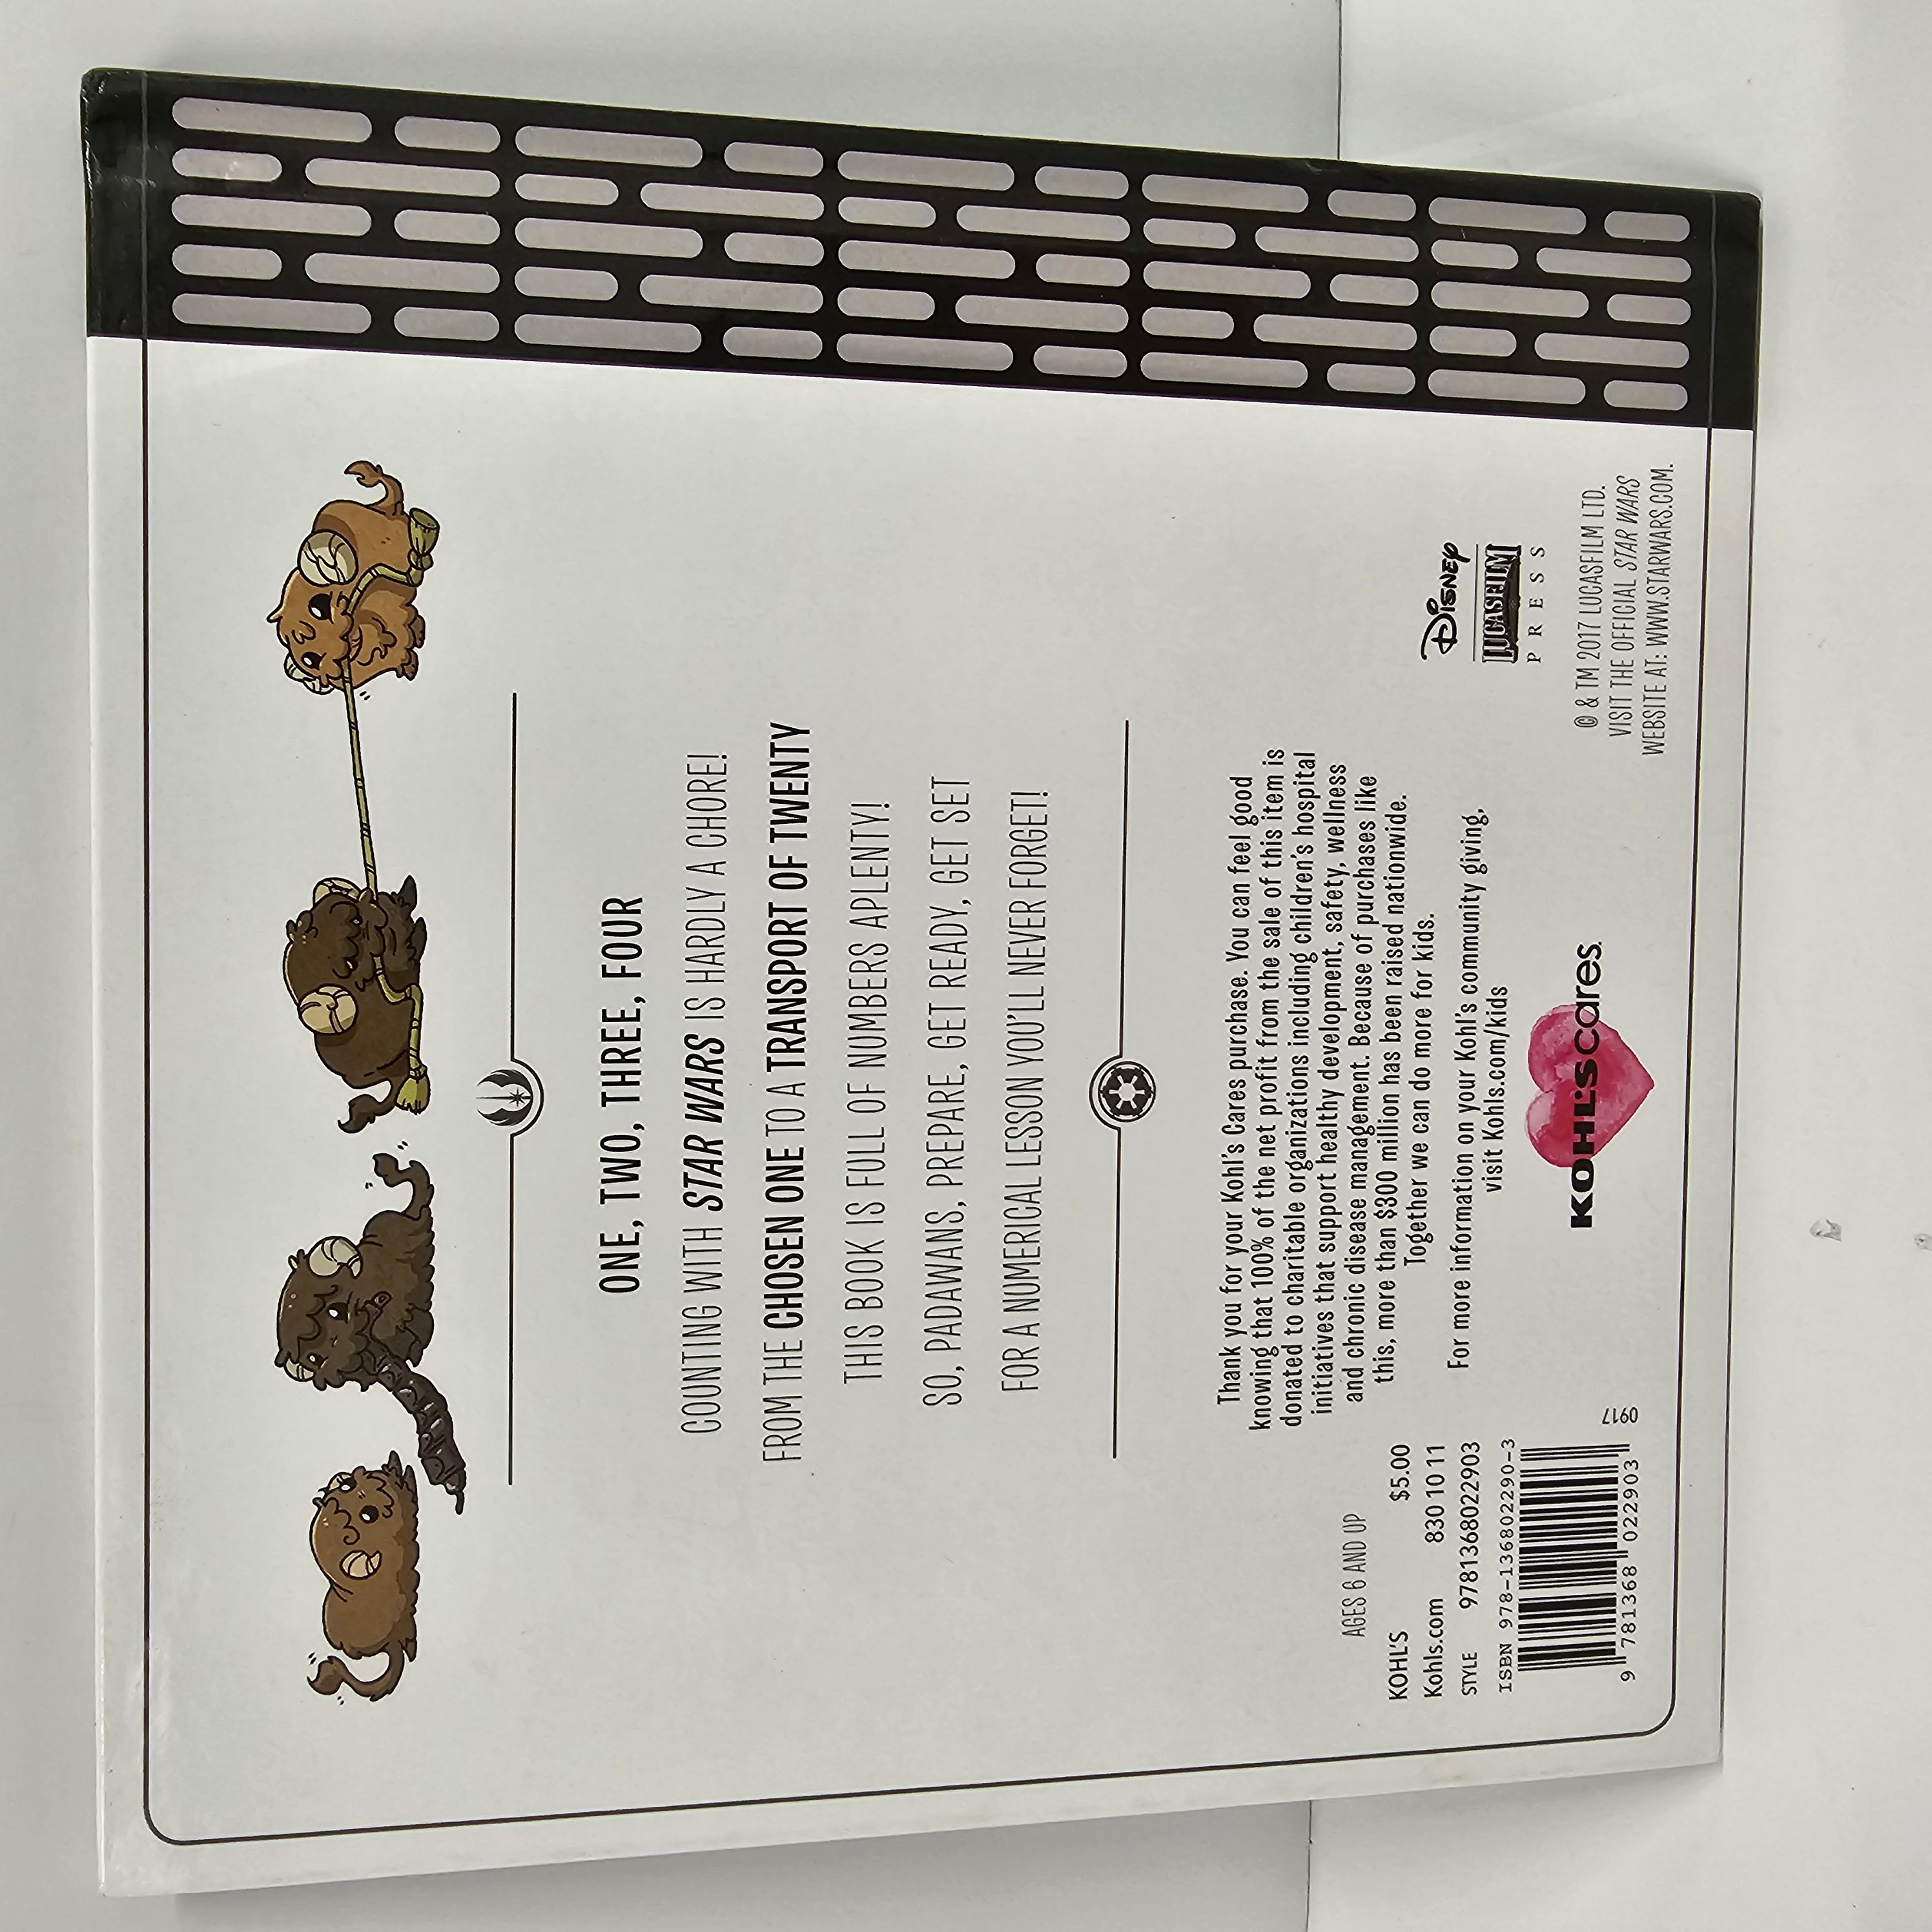 ONE, TWO, THREE, FOUR
COUNTING WITH STAR WARS IS HARDLY A CHORE!
FROM THE CHOSEN ONE TO A TRANSPORT OF TWENTY
THIS BOOK IS FULL OF NUMBERS APLENTY!
SO, PADAWANS, PREPARE, GET READY, GET SET
FOR A NUMERICAL LESSON YOU'LL NEVER FORGET!
Thank you for your Kohl's Cares purchase. You can feel good
knowing that 100% of the net profit from the sale of this item is
donated to charitable organizations including children's hospital
initiatives that support healthy development, safety, wellness
and chronic disease management. Because of purchases like
this, more than $300 million has been raised nationwide.
Together we can do more for kids.
For more information on your Kohl's community giving,
visit Kohls.com/kids
KOHL'S cares
AGES 6 AND UP
KOHL'S $5.00
Kohls.com 830 10 11
STYLE 9781368022903
ISBN 978-136802290-3
9 781368 022903
0917
Disney
LUCASFILM
PRESS
© & TM 2017 LUCASFILM LTD.
VISIT THE OFFICIAL STAR WARS
WEBSITE AT: WWW.STARWARS.COM.